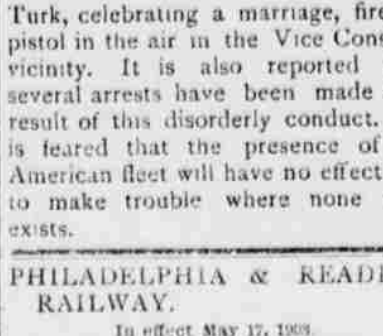 Turk, celebrating a marriage, fire
pistol in the air in the Vice Cons
vicinity. It is also reported
several arrests have been made
result of this disorderly conduct.
is feared that the presence of
American fleet will have no effect
to make trouble where none
exists.
PHILADELPHIA & READI
RAILWAY.
In effect May 17, 1903.